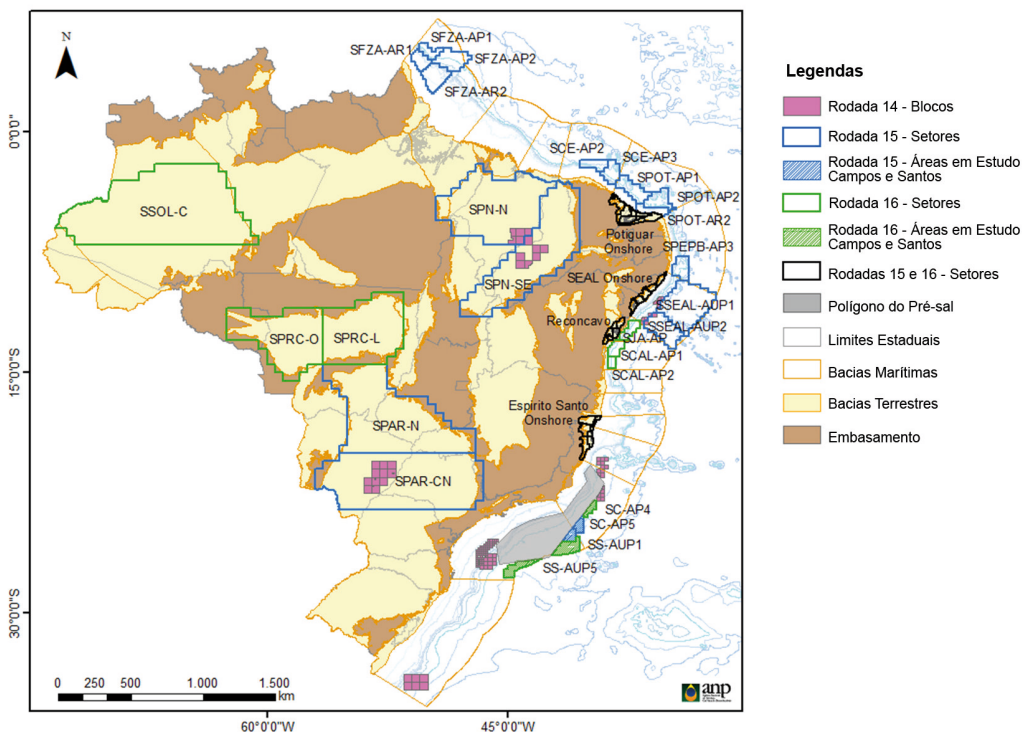 N
SFZA-AP1
SFZA-AR1
SFZA-AP2
SFZA-AR2
0°0'0"
SCE-AP2
SCE-AP3
SPOT-AP1
SPOT-AP2
SPOT-AR2
SSOL-C
SPN-N
Potiguar
Onshore
SPEPB-AP3
SEAL Onshore
SPN-SE
SSEAL-AUP1
Reconcavo
SSEAL-AUP2
SPRC-O
SPRC-L
SJA-AP
SCAL-AP1
SCAL-AP2
15°0'0"S
Espirito Santo
Onshore
SPAR-N
SPAR-CN
SC-AP4
SC-AP5
SS-AUP1
SS-AUP5
30°0'0"S
0 250 500 1.000 1.500
km
anp
60°0'0"W
45°0'0"W
Legendas
Rodada 14 - Blocos
Rodada 15 - Setores
Rodada 15 - Áreas em Estudo
Campos e Santos
Rodada 16 - Setores
Rodada 16 - Áreas em Estudo
Campos e Santos
Rodadas 15 e 16 - Setores
Polígono do Pré-sal
Limites Estaduais
Bacias Marítimas
Bacias Terrestres
Embasamento